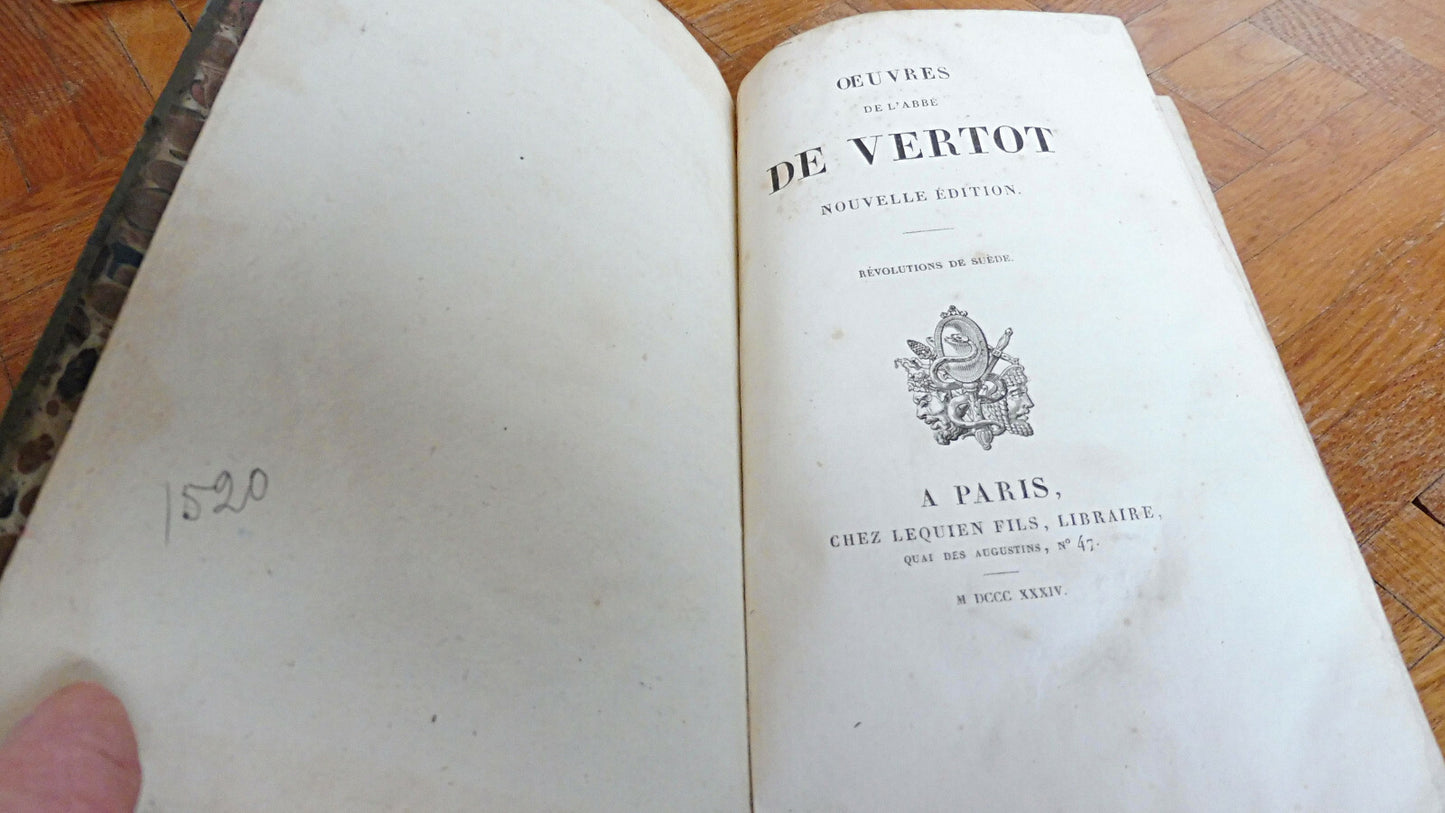 1520
OEUVRES
DE L'ABBÉ
DE VERTOT
NOUVELLE ÉDITION.
RÉVOLUTIONS DE SUÈDE.
A PARIS,
CHEZ LEQUIEN FILS, LIBRAIRE,
QUAI DES AUGUSTINS, N° 47.
M DCCC XXXIV.